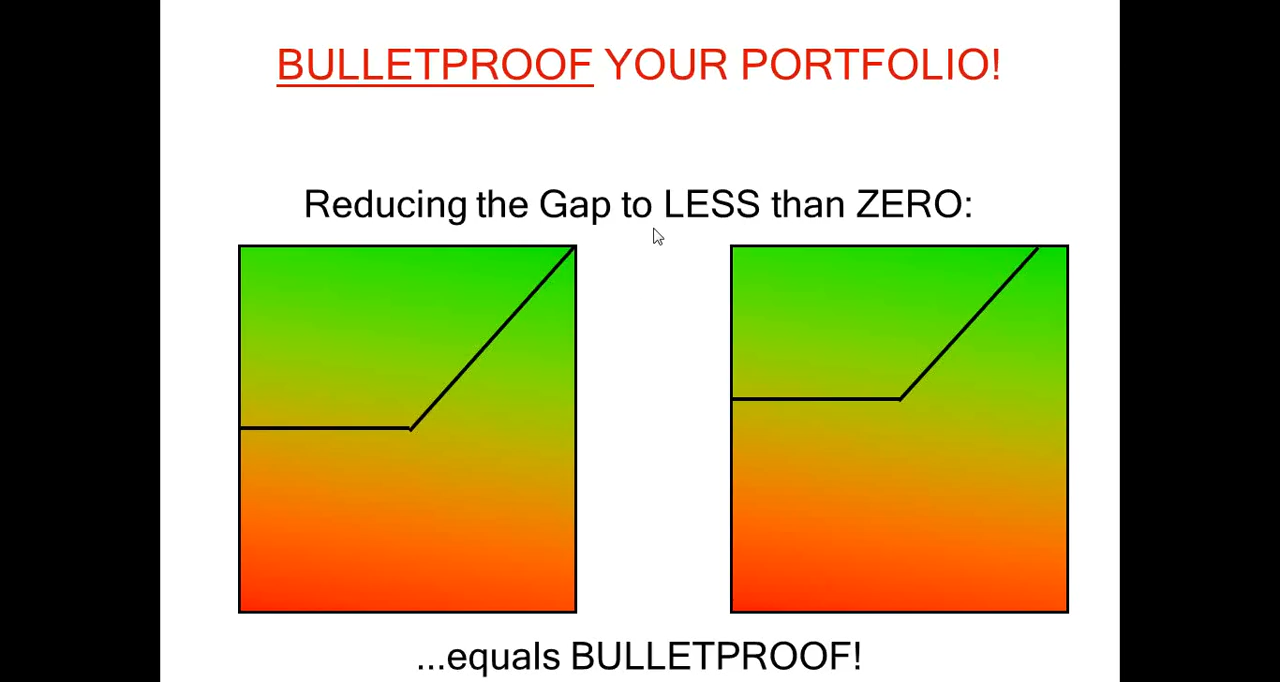 BULLETPROOF YOUR PORTFOLIO!
Reducing the Gap to LESS than ZERO:
...equals BULLETPROOF!